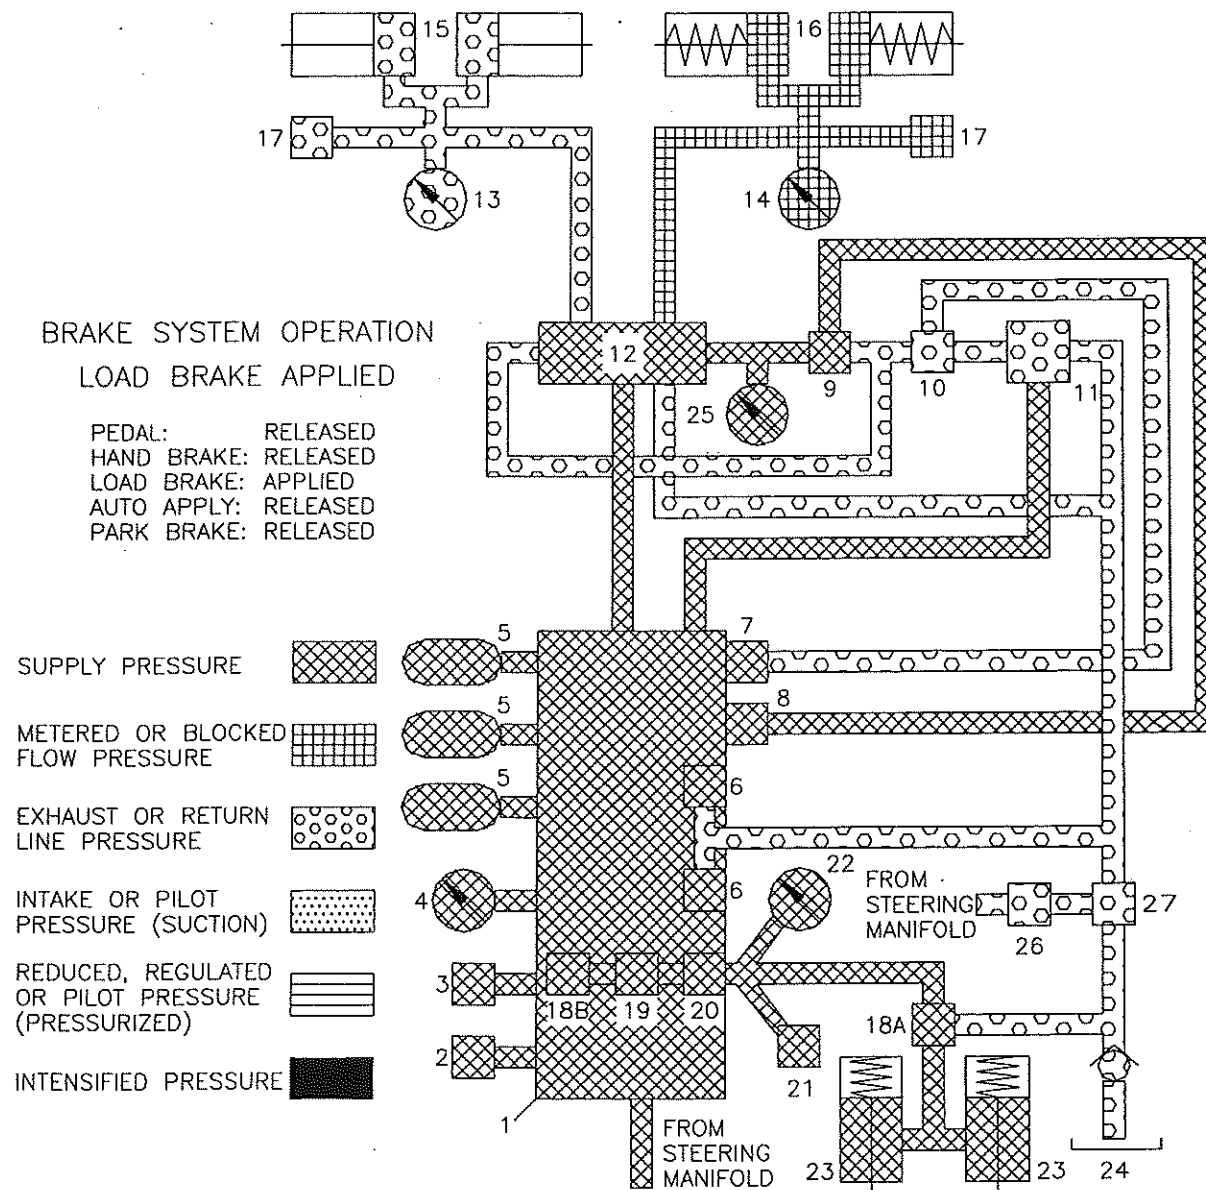 15
16
17
17
13
14
BRAKE SYSTEM OPERATION
LOAD BRAKE APPLIED
PEDAL: RELEASED
HAND BRAKE: RELEASED
LOAD BRAKE: APPLIED
AUTO APPLY: RELEASED
PARK BRAKE: RELEASED
12
9
10
11
25
SUPPLY PRESSURE
METERED OR BLOCKED
FLOW PRESSURE
EXHAUST OR RETURN
LINE PRESSURE
INTAKE OR PILOT
PRESSURE (SUCTION)
REDUCED, REGULATED
OR PILOT PRESSURE
(PRESSURIZED)
INTENSIFIED PRESSURE
5
5
5
7
8
6
6
4
3
2
1
18B
19
20
22
21
18A
FROM
STEERING
MANIFOLD
26
27
FROM
STEERING
MANIFOLD
23
23
24